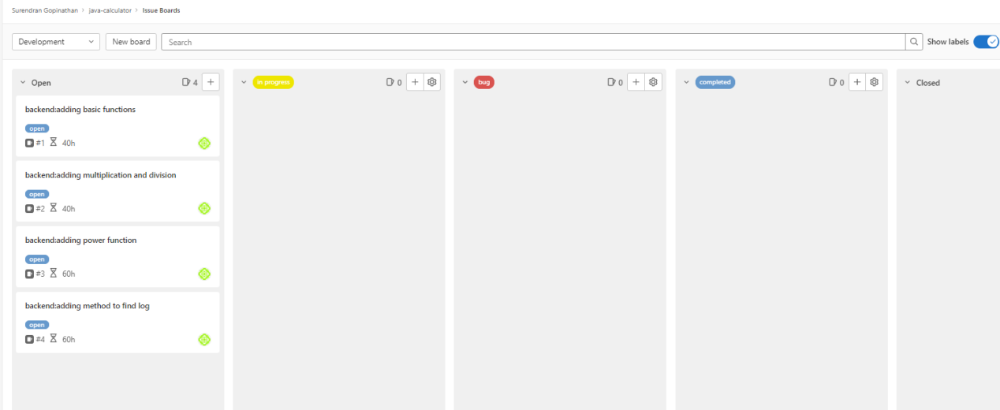 Surendran Gopinathan > java-calculator > Issue Boards
Development New board Search Show labels
Open 4
backend:adding basic functions
open
#1 40h
backend:adding multiplication and division
open
#2 40h
backend:adding power function
open
#3 60h
backend:adding method to find log
open
#4 60h
in progress 0
bug 0
completed 0
Closed